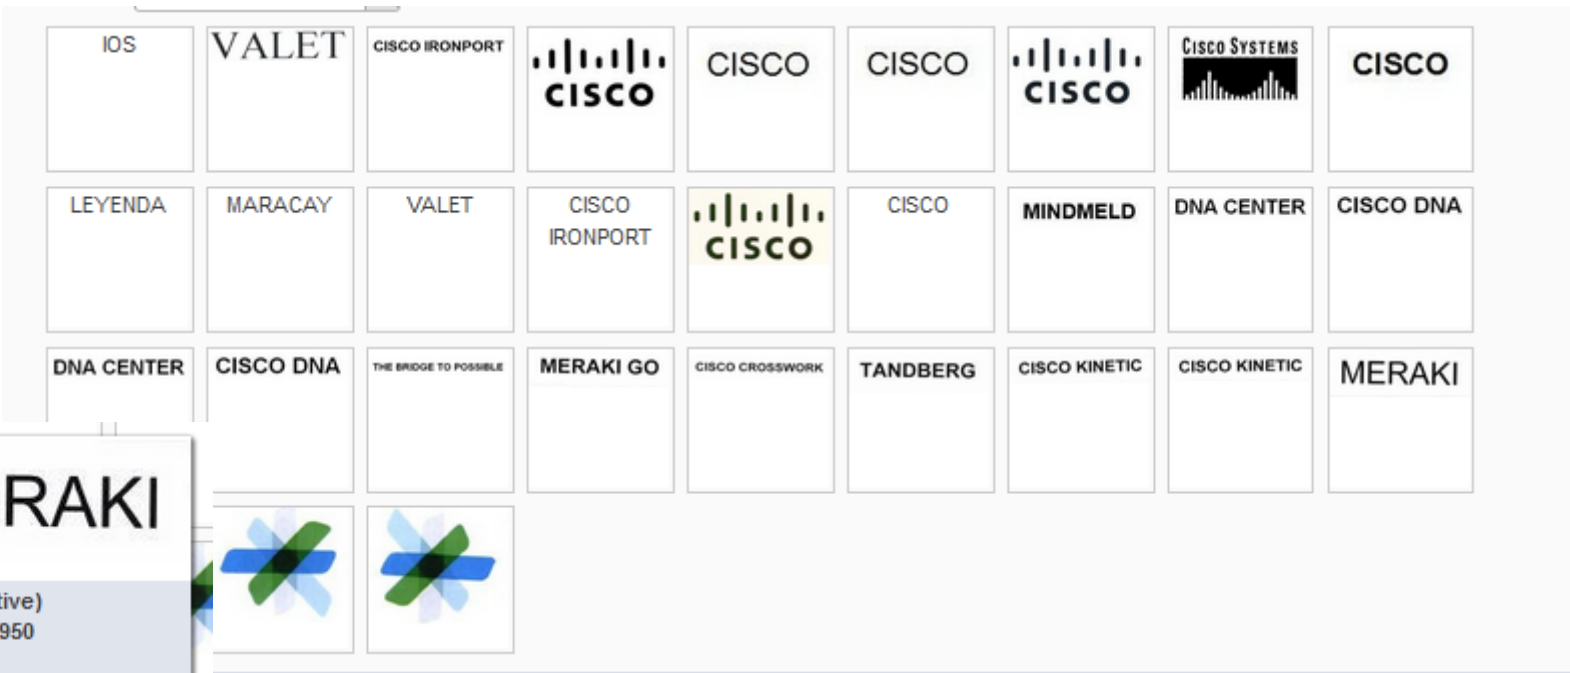 IOS
VALET
CISCO IRONPORT
CISCO
CISCO
CISCO
CISCO
CISCO SYSTEMS
CISCO
LEYENDA
MARACAY
VALET
CISCO
IRONPORT
CISCO
CISCO
MINDMELD
DNA CENTER
CISCO DNA
DNA CENTER
CISCO DNA
THE BRIDGE TO POSSIBLE
MERAKI GO
CISCO CROSSWORK
TANDBERG
CISCO KINETIC
CISCO KINETIC
MERAKI
RAKI
tive)
950